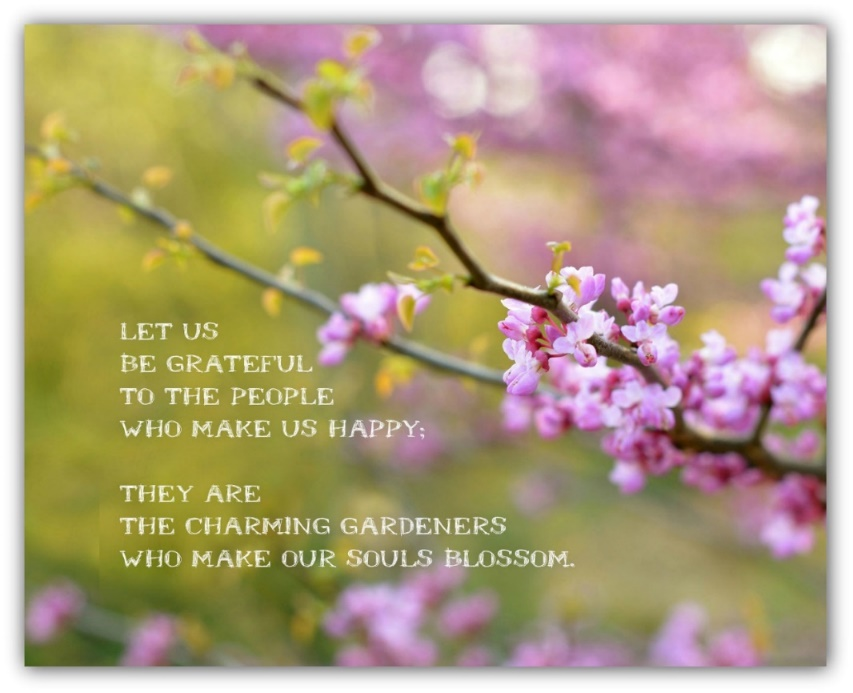 LET US
BE GRATEFUL
TO THE PEOPLE
WHO MAKE US HAPPY;
THEY ARE
THE CHARMING GARDENERS
WHO MAKE OUR SOULS BLOSSOM.